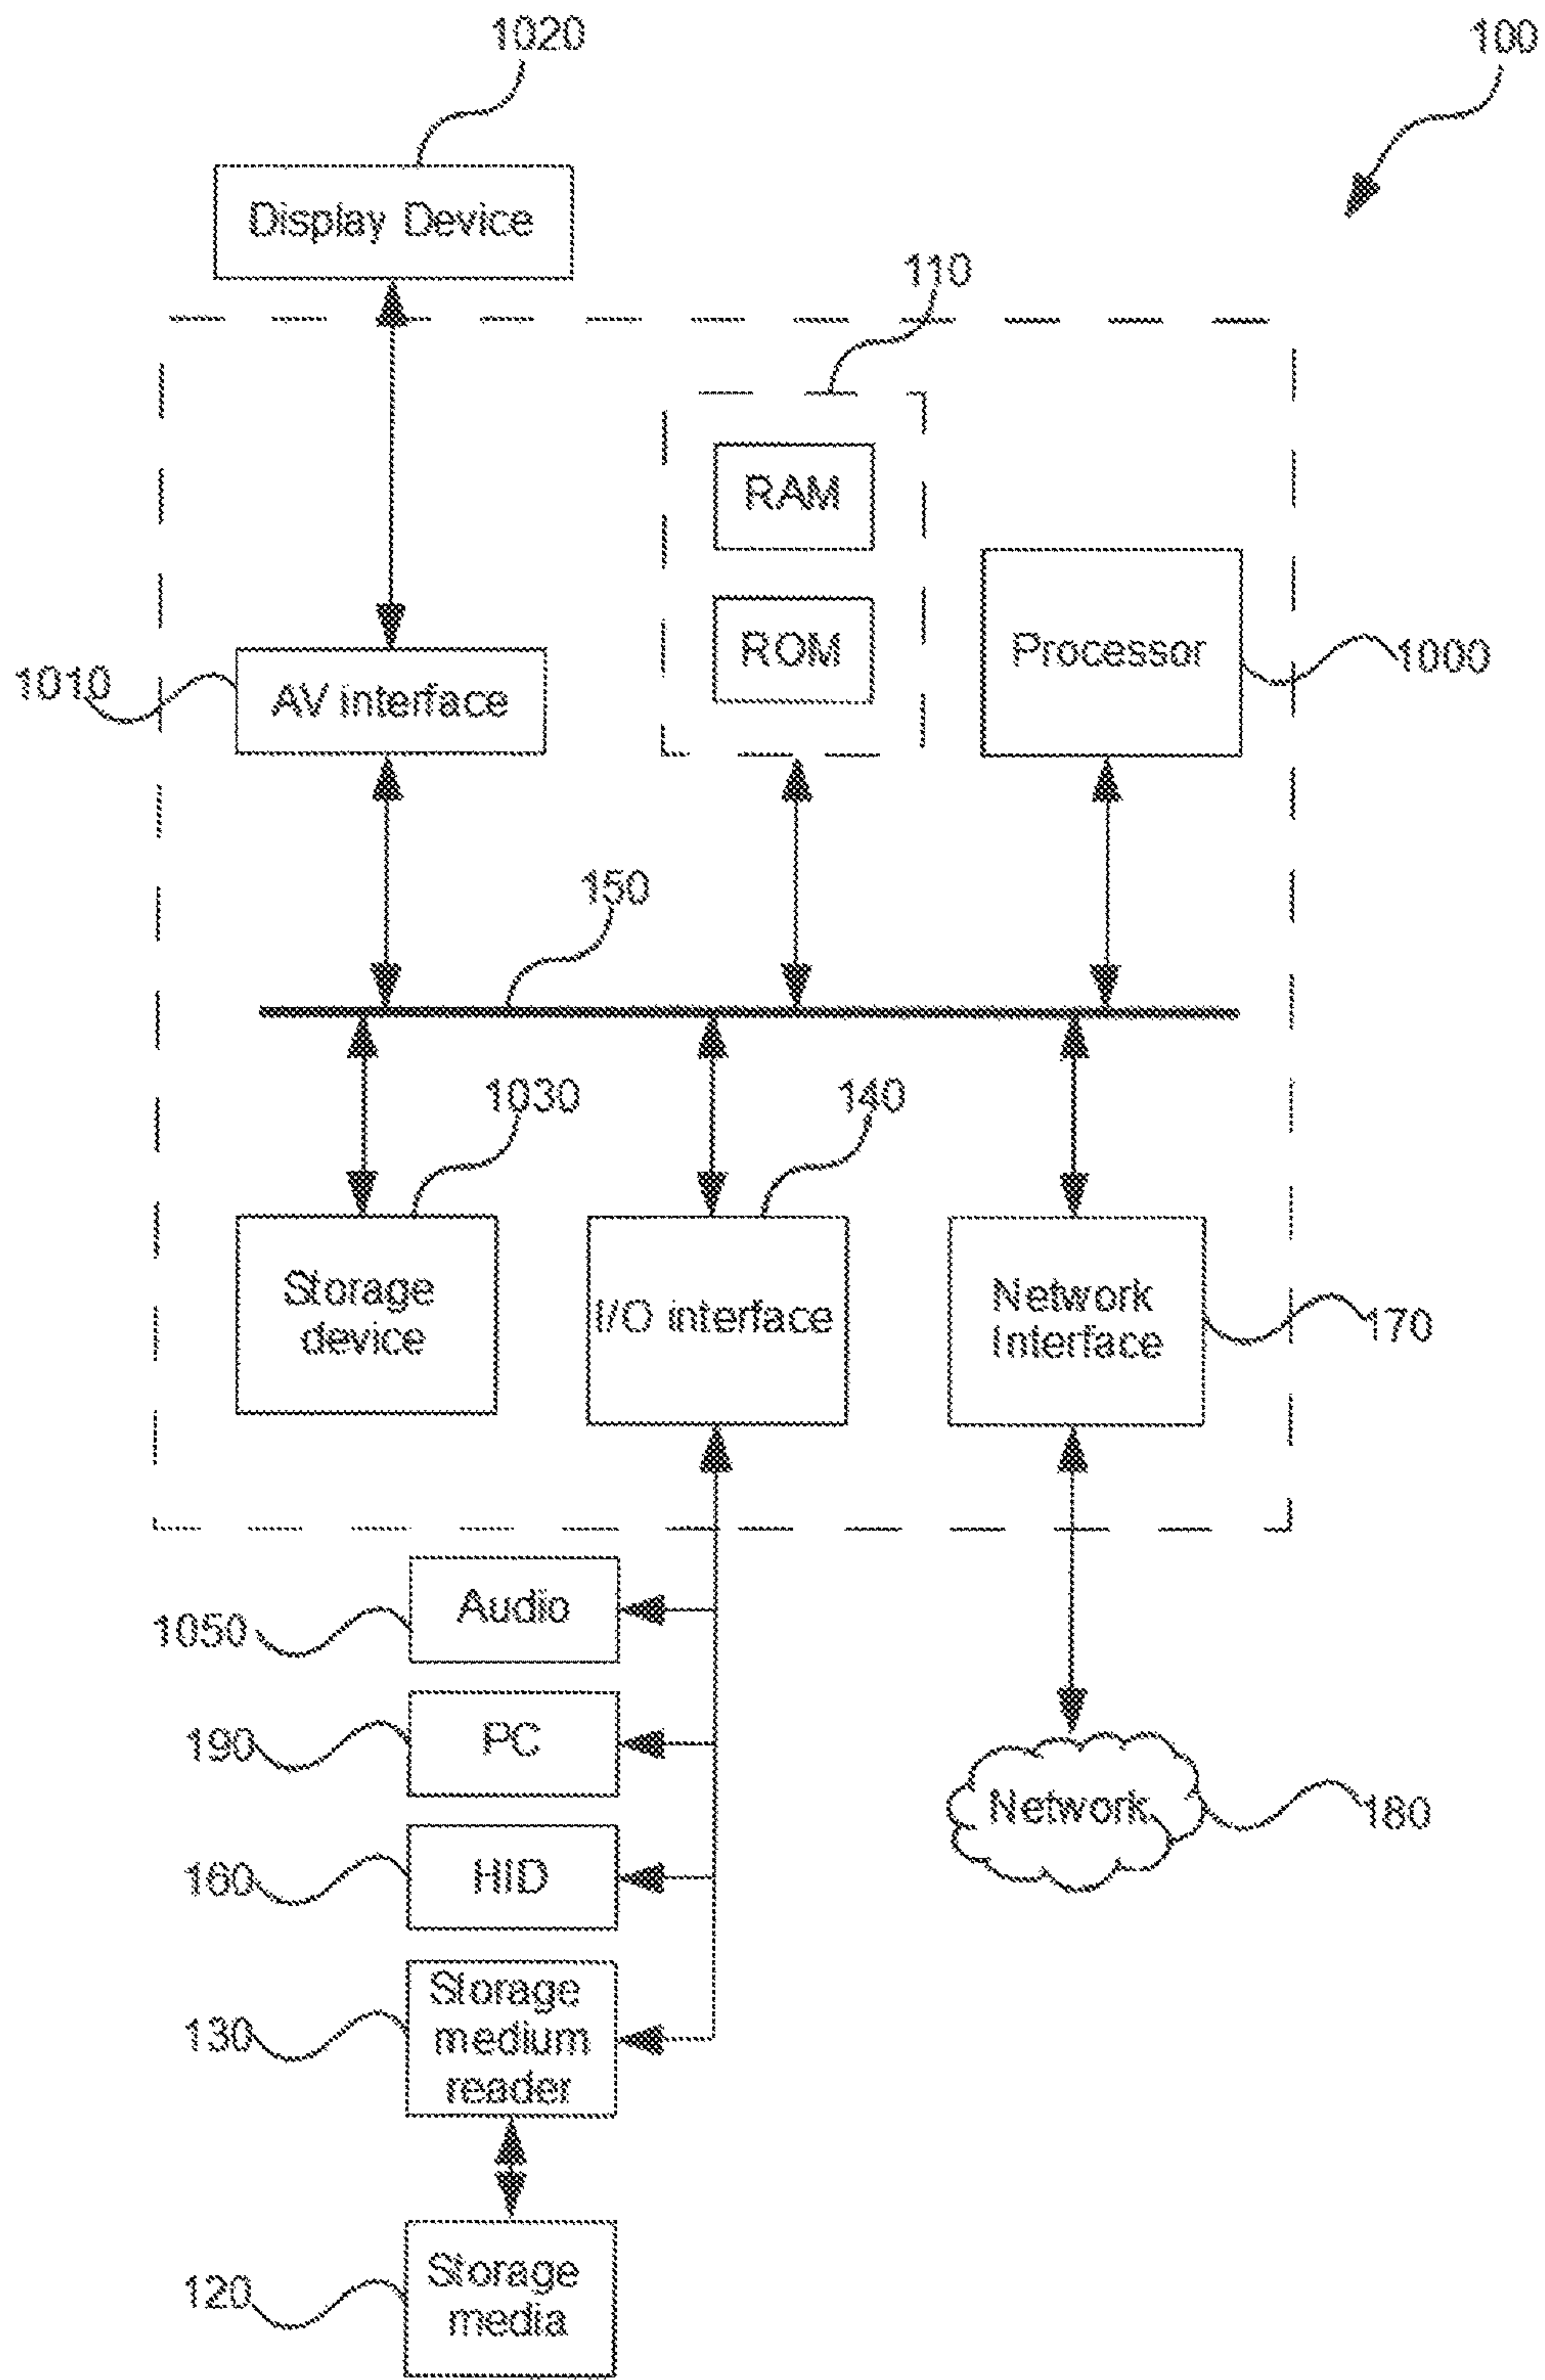 1020
100
Display Device
110
RAM
ROM
Processor
1000
1010
AV interface
150
1030
140
Storage
device
I/O interface
Network
Interface
170
Audio
1050
PC
190
HID
160
Network
180
Storage
medium
reader
130
Storage
media
120